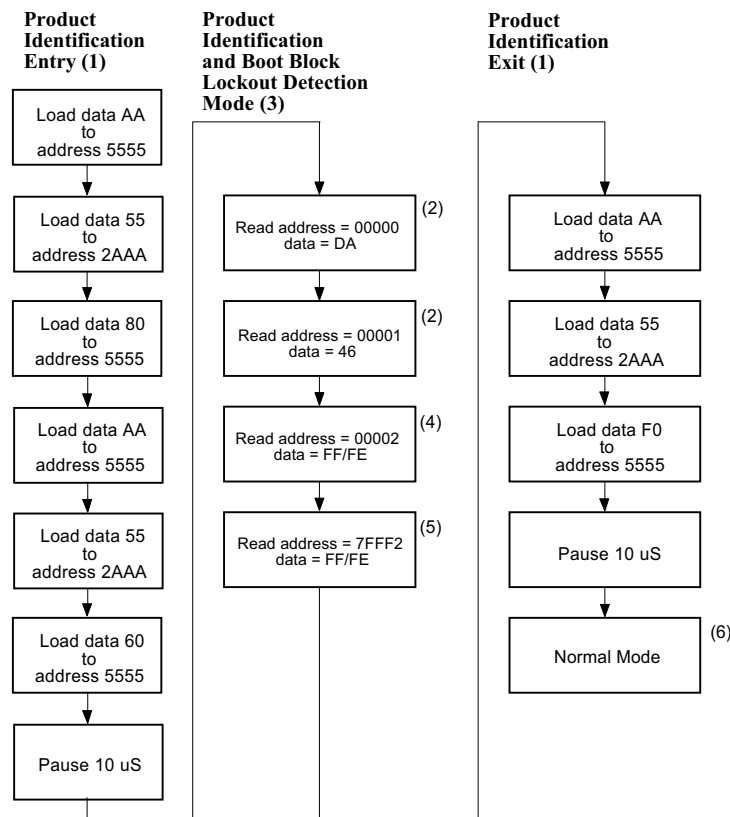 Product
Identification
Entry (1)
Load data AA
to
address 5555
Load data 55
to
address 2AAA
Load data 80
to
address 5555
Load data AA
to
address 5555
Load data 55
to
address 2AAA
Load data 60
to
address 5555
Pause 10 uS
Product
Identification
and Boot Block
Lockout Detection
Mode (3)
Read address = 00000
data = DA
(2)
Read address = 00001
data = 46
(2)
Read address = 00002
data = FF/FE
(4)
Read address = 7FFF2
data = FF/FE
(5)
Product
Identification
Exit (1)
Load data AA
to
address 5555
Load data 55
to
address 2AAA
Load data F0
to
address 5555
Pause 10 uS
Normal Mode
(6)